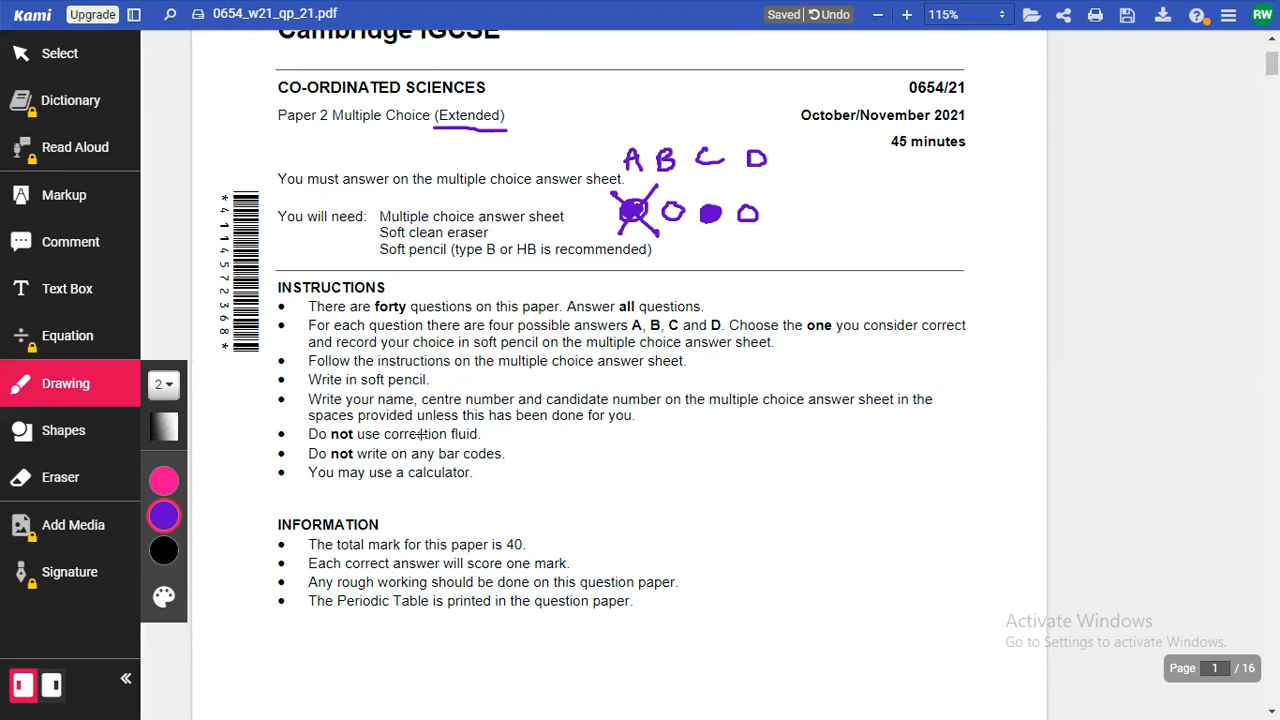 Kami Upgrade 0654_w21_qp_21.pdf Saved Undo 115% RW
Select
Dictionary
Read Aloud
Markup
Comment
Text Box
Equation
Drawing
Shapes
Eraser
Add Media
Signature
2
Cambridge IGCSE
CO-ORDINATED SCIENCES 0654/21
Paper 2 Multiple Choice (Extended) October/November 2021
45 minutes
A B C D
You must answer on the multiple choice answer sheet.
You will need: Multiple choice answer sheet
Soft clean eraser
Soft pencil (type B or HB is recommended)
*4114572368*
INSTRUCTIONS
● There are forty questions on this paper. Answer all questions.
● For each question there are four possible answers A, B, C and D. Choose the one you consider correct
and record your choice in soft pencil on the multiple choice answer sheet.
● Follow the instructions on the multiple choice answer sheet.
● Write in soft pencil.
● Write your name, centre number and candidate number on the multiple choice answer sheet in the
spaces provided unless this has been done for you.
● Do not use correction fluid.
● Do not write on any bar codes.
● You may use a calculator.
INFORMATION
● The total mark for this paper is 40.
● Each correct answer will score one mark.
● Any rough working should be done on this question paper.
● The Periodic Table is printed in the question paper.
Activate Windows
Go to Settings to activate Windows.
Page 1 / 16